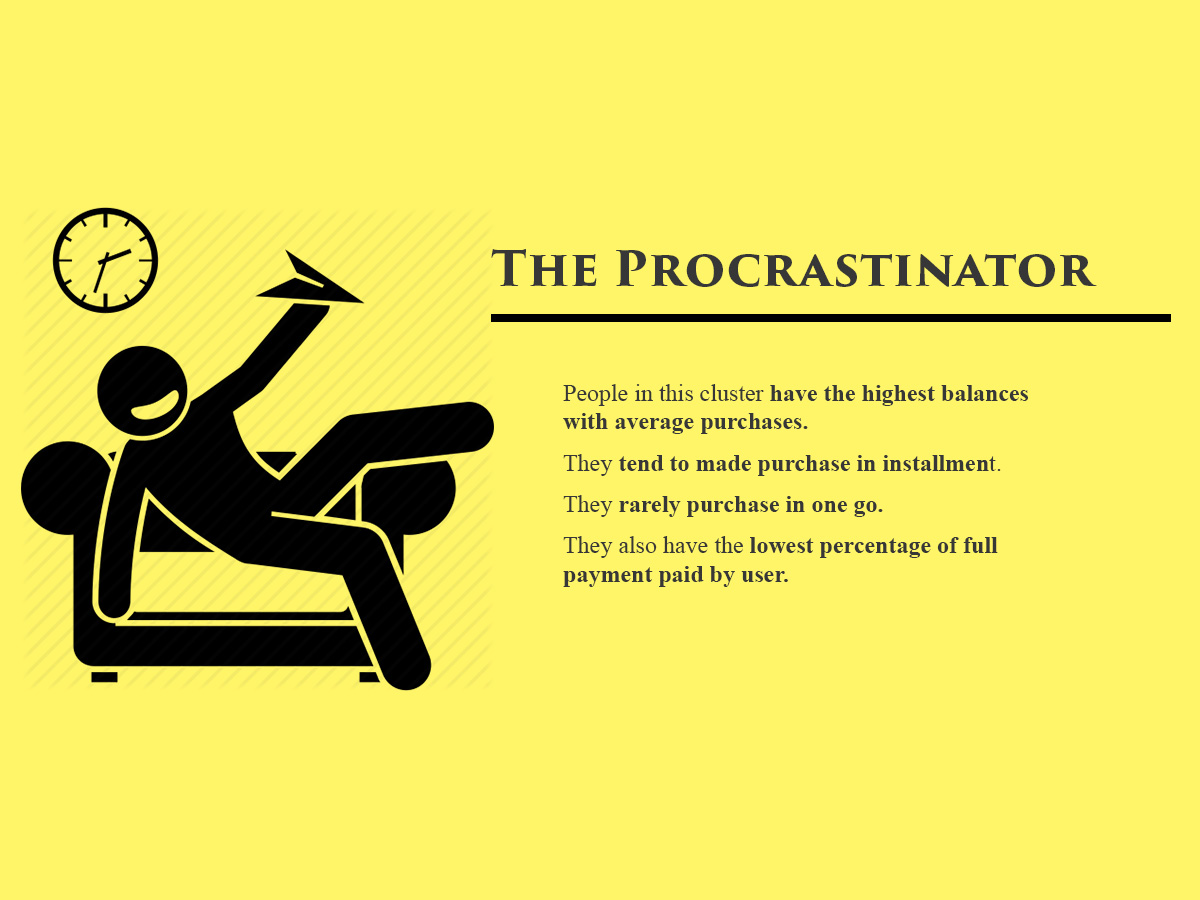 The Procrastinator
People in this cluster have the highest balances
with average purchases.
They tend to made purchase in installment.
They rarely purchase in one go.
They also have the lowest percentage of full
payment paid by user.